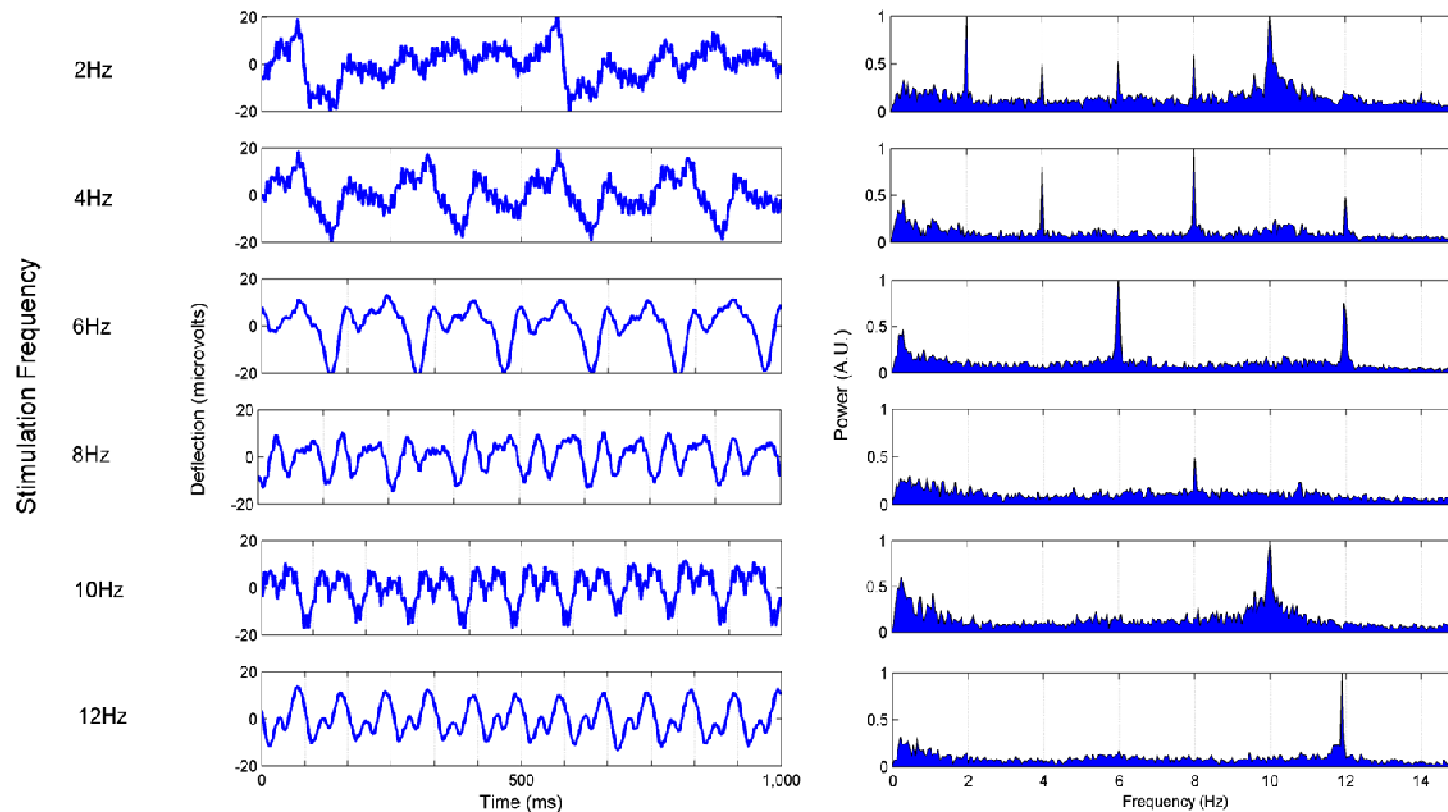 Stimulation Frequency
Deflection (microvolts)
Power (A.U.)
2Hz
20
0
-20
1
0.5
0
4Hz
20
0
-20
1
0.5
0
6Hz
20
0
-20
1
0.5
0
8Hz
20
0
-20
1
0.5
0
10Hz
20
0
-20
1
0.5
0
12Hz
20
0
-20
1
0.5
0
0 500 1,000
Time (ms)
0 2 4 6 8 10 12 14
Frequency (Hz)